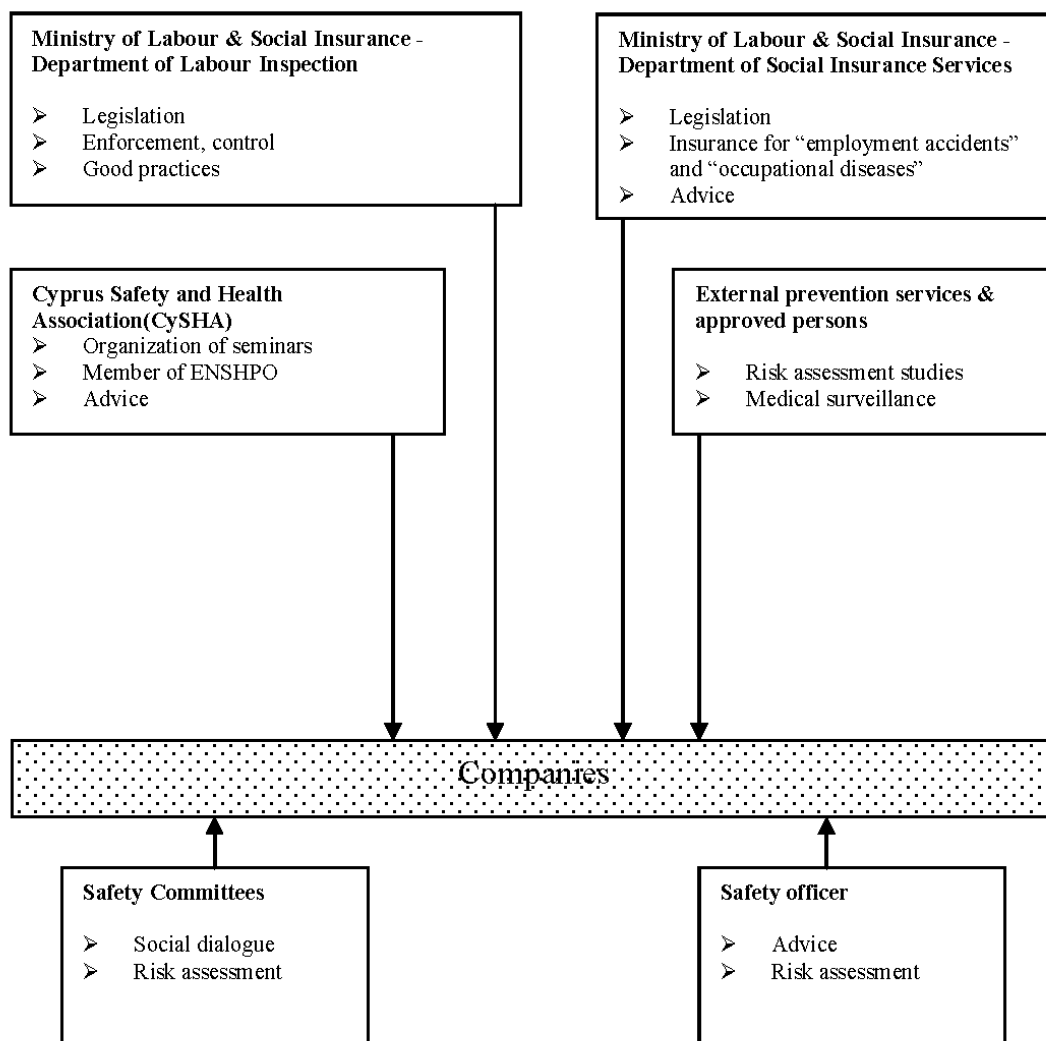 Ministry of Labour & Social Insurance -
Department of Labour Inspection
➢ Legislation
➢ Enforcement, control
➢ Good practices
Ministry of Labour & Social Insurance -
Department of Social Insurance Services
➢ Legislation
➢ Insurance for “employment accidents”
and “occupational diseases”
➢ Advice
Cyprus Safety and Health
Association(CySHA)
➢ Organization of seminars
➢ Member of ENSHPO
➢ Advice
External prevention services &
approved persons
➢ Risk assessment studies
➢ Medical surveillance
Companies
Safety Committees
➢ Social dialogue
➢ Risk assessment
Safety officer
➢ Advice
➢ Risk assessment